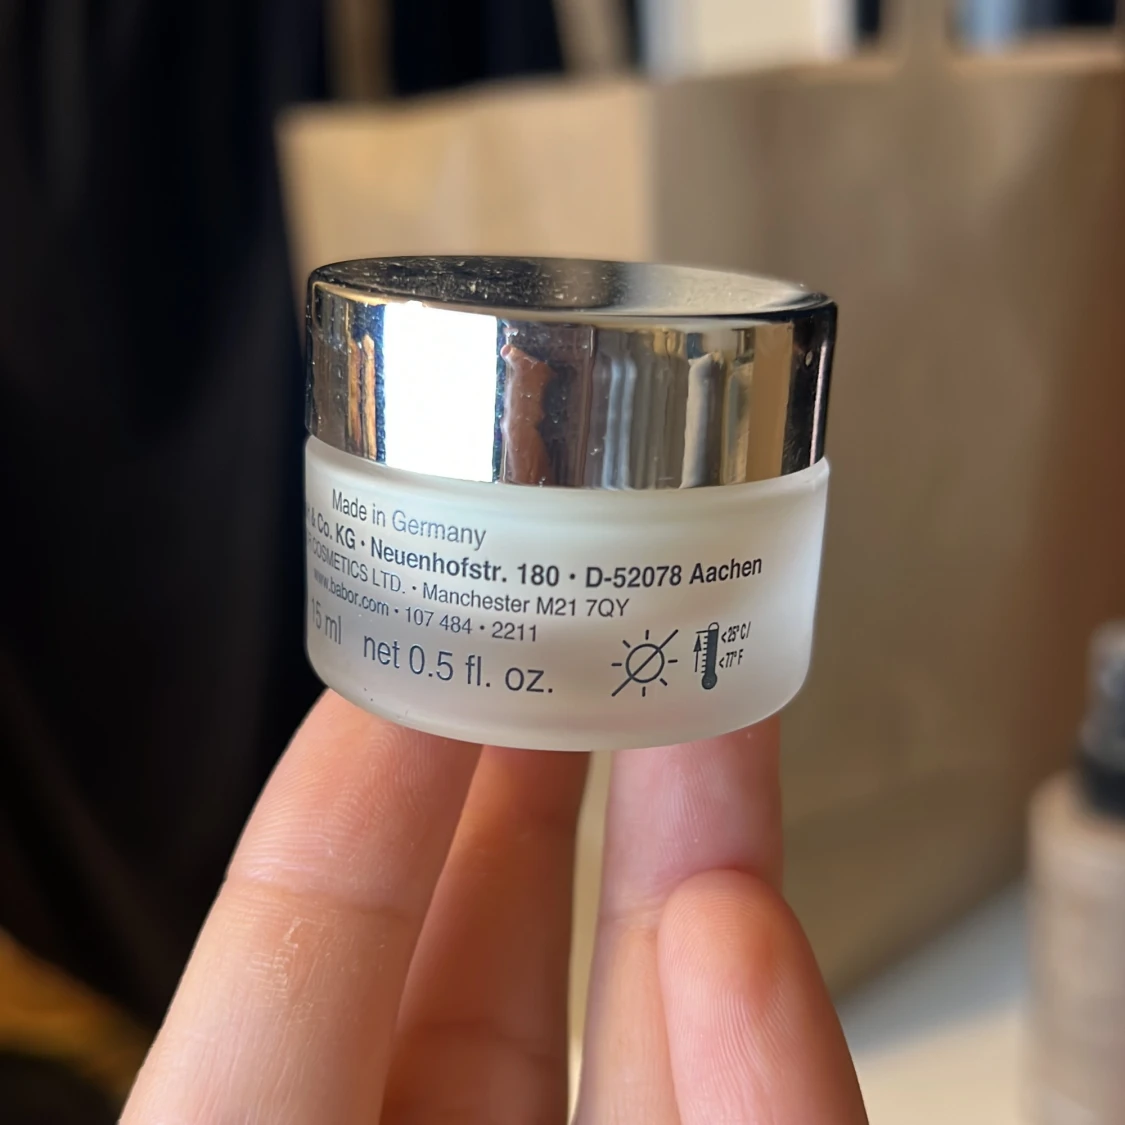 Made in Germany
& Co. KG • Neuenhofstr. 180 • D-52078 Aachen
COSMETICS LTD. • Manchester M21 7QY
www.babor.com • 107 484 • 2211
15 ml net 0.5 fl. oz.
<25°C/
<77°F